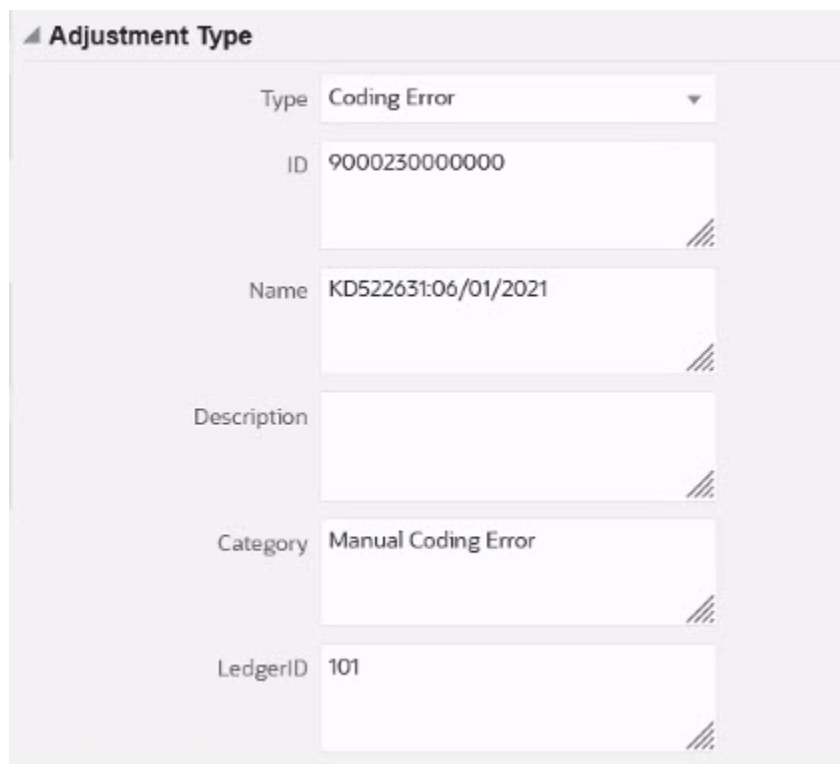 Adjustment Type
Type Coding Error
ID 9000230000000
Name KD522631:06/01/2021
Description
Category Manual Coding Error
LedgerID 101